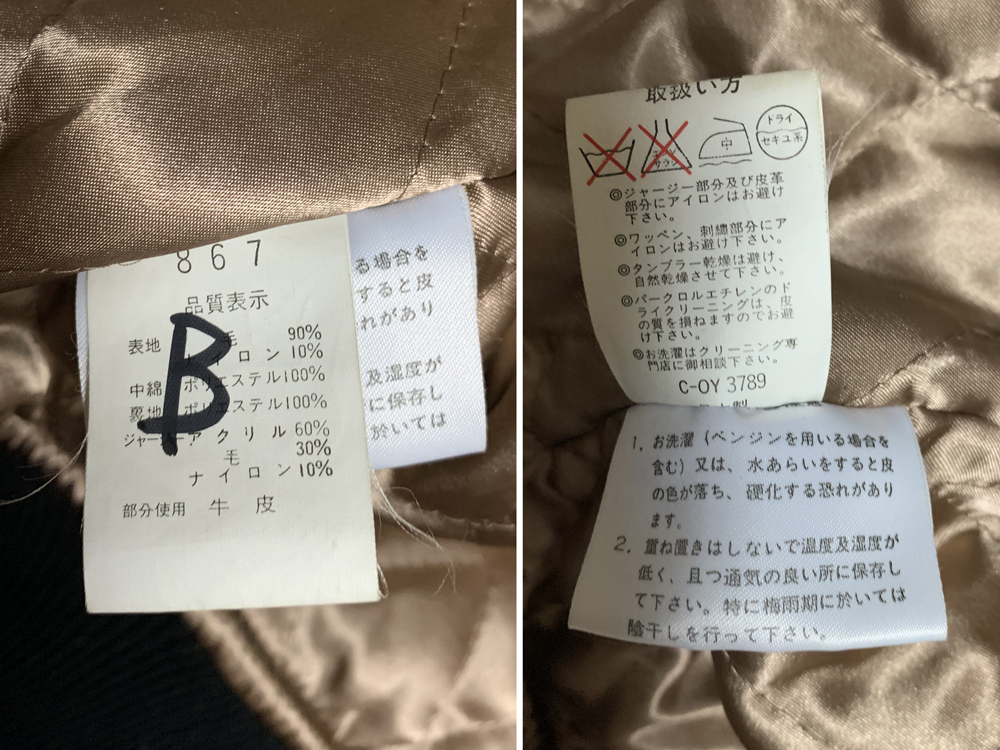 867
品質表示
表地 毛 90%
ナイロン 10%
中綿 ポリエステル100%
裏地 ポリエステル100%
ジャージー アクリル 60%
毛 30%
ナイロン 10%
部分使用 牛皮
B
る場合を
すると皮
れがあり
及湿度が
に保存し
於いては
取扱い方
エンソ
サラシ
中
ドライ
セキユ系
◎ジャージー部分及び皮革
部分にアイロンはお避け
下さい。
◎ワッペン、刺繍部分にア
イロンはお避け下さい。
◎タンブラー乾燥は避け、
自然乾燥させて下さい。
◎パークロルエチレンのド
ライクリーニングは、皮
の質を損ねますのでお避
け下さい。
◎お洗濯はクリーニング専
門店に御相談下さい。
C-OY 3789
1. お洗濯（ベンジンを用いる場合を
含む）又は、水あらいをすると皮
の色が落ち、硬化する恐れがあり
ます。
2. 重ね置きはしないで温度及湿度が
低く、且つ通気の良い所に保存し
て下さい。特に梅雨期に於いては
陰干しを行って下さい。